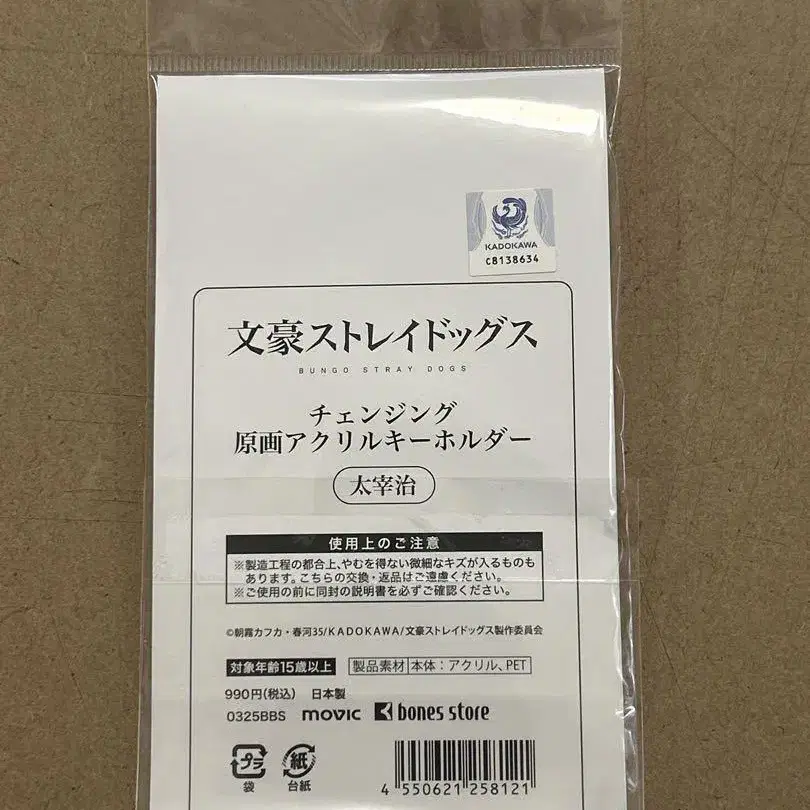 KADOKAWA
CB138634
文豪ストレイドッグス
BUNGO STRAY DOGS
チェンジング
原画アクリルキーホルダー
太宰治
使用上のご注意
※製造工程の都合上、やむを得ない微細なキズが入るものも
あります。こちらの交換・返品はご遠慮ください。
※ご使用の前に同封の説明書を必ずご確認ください。
©朝霧カフカ・春河35/KADOKAWA/文豪ストレイドッグス製作委員会
対象年齢15歳以上 製品素材 本体：アクリル、PET
990円(税込) 日本製
0325BBS movic bones store
プラ 紙
袋 台紙
4 550621 258121